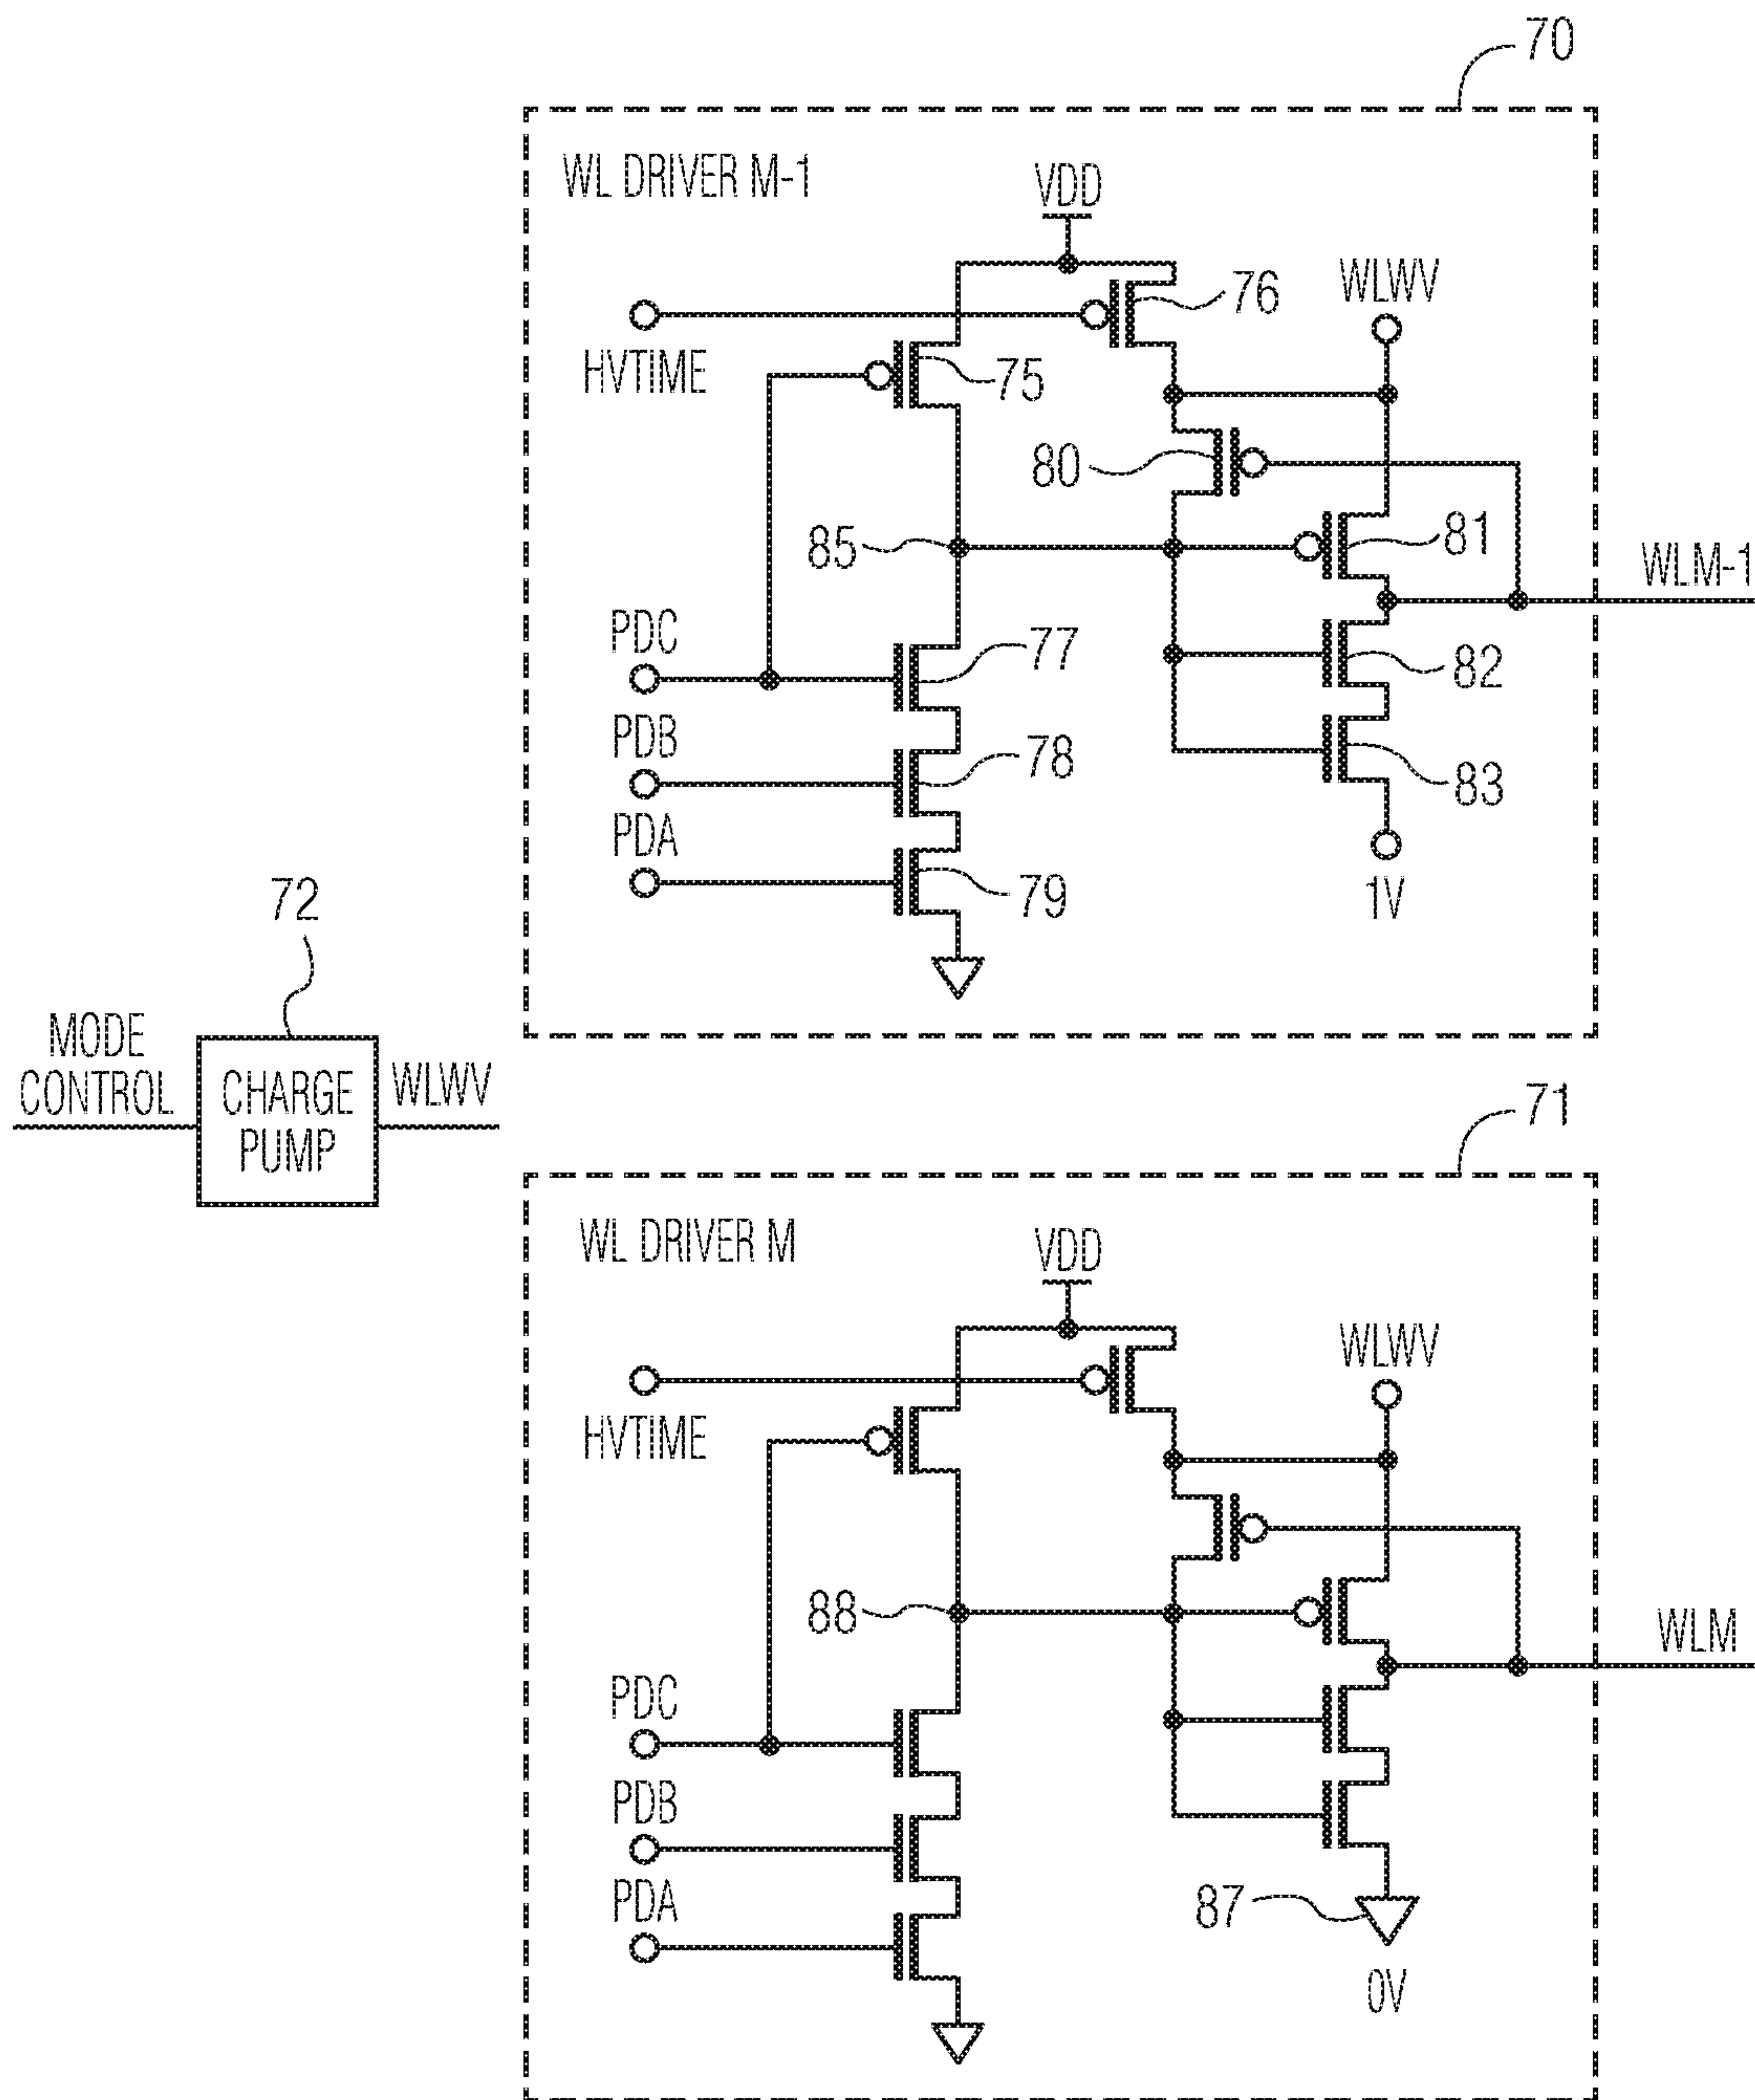 70
WL DRIVER M-1
VDD
76
WLWV
HVTIME
75
80
81
85
WLM-1
PDC
77
82
PDB
78
83
PDA
79
1V
72
MODE
CONTROL
CHARGE
PUMP
WLWV
71
WL DRIVER M
VDD
WLWV
HVTIME
88
WLM
PDC
PDB
PDA
87
0V